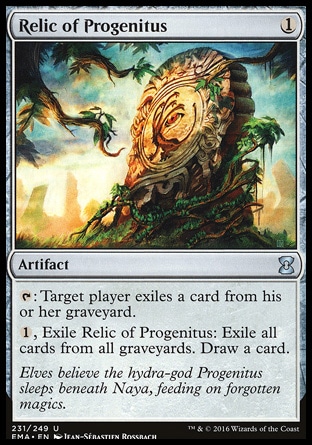 Relic of Progenitus 1
Artifact
: Target player exiles a card from his
or her graveyard.
1, Exile Relic of Progenitus: Exile all
cards from all graveyards. Draw a card.
Elves believe the hydra-god Progenitus
sleeps beneath Naya, feeding on forgotten
magics.
231/249 U
EMA • EN Jean-Sébastien Rossbach
™ & © 2016 Wizards of the Coast